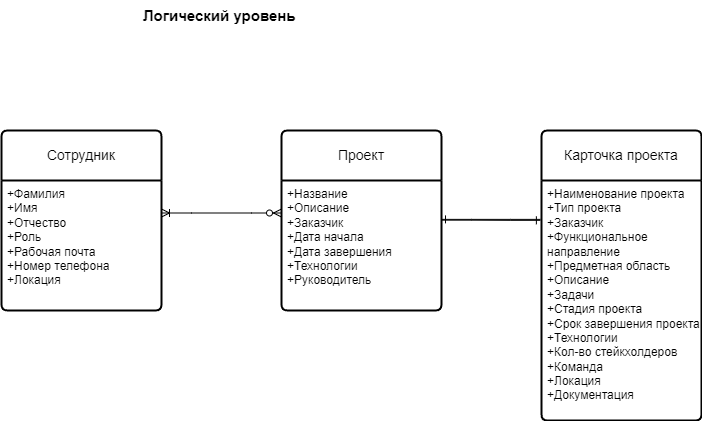 Логический уровень
Сотрудник
+Фамилия
+Имя
+Отчество
+Роль
+Рабочая почта
+Номер телефона
+Локация
Проект
+Название
+Описание
+Заказчик
+Дата начала
+Дата завершения
+Технологии
+Руководитель
Карточка проекта
+Наименование проекта
+Тип проекта
+Заказчик
+Функциональное
направление
+Предметная область
+Описание
+Задачи
+Стадия проекта
+Срок завершения проекта
+Технологии
+Кол-во стейкхолдеров
+Команда
+Локация
+Документация